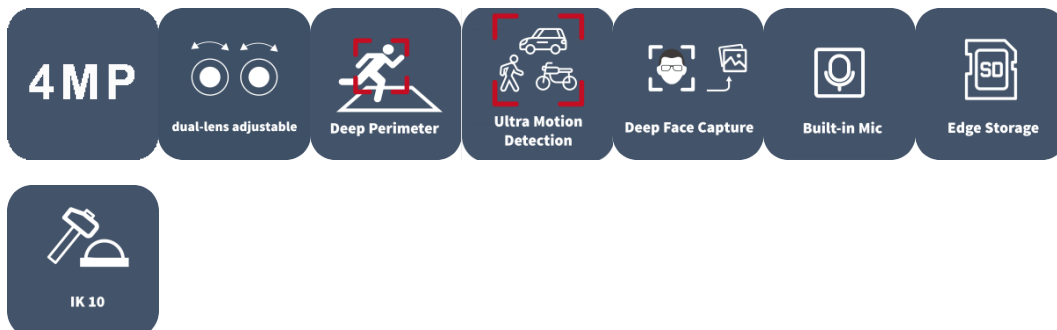 4MP
dual-lens adjustable
Deep Perimeter
Ultra Motion
Detection
Deep Face Capture
Built-in Mic
SD
Edge Storage
IK 10